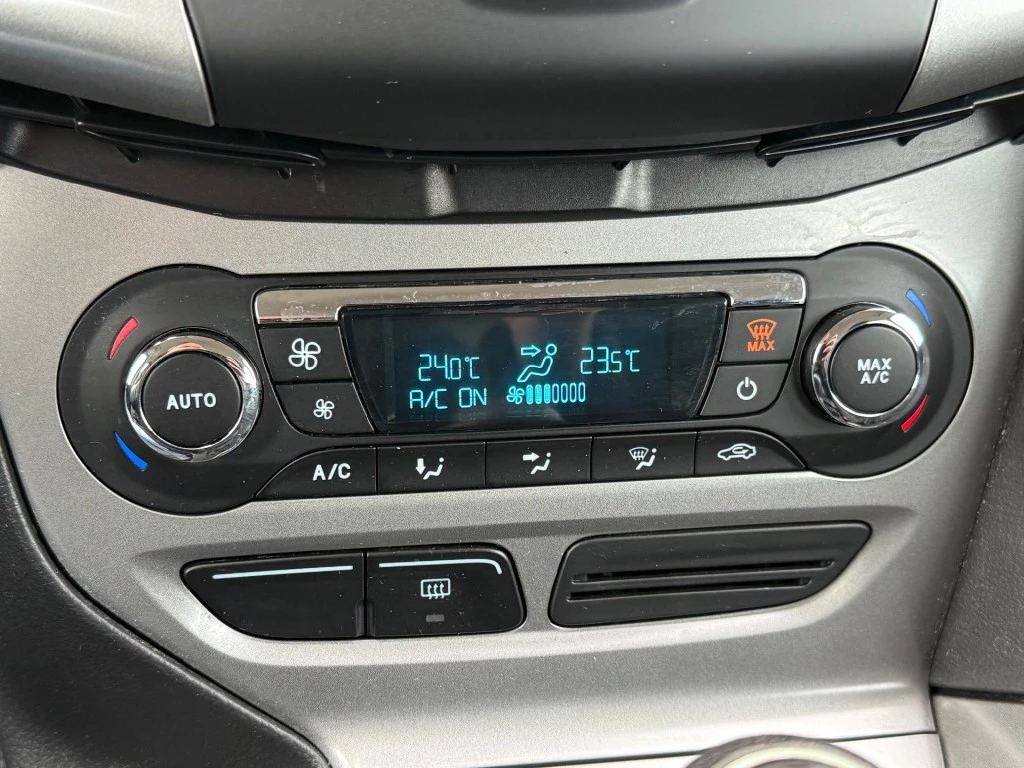 AUTO
24.0°C
23.5°C
A/C ON
MAX
MAX
A/C
A/C